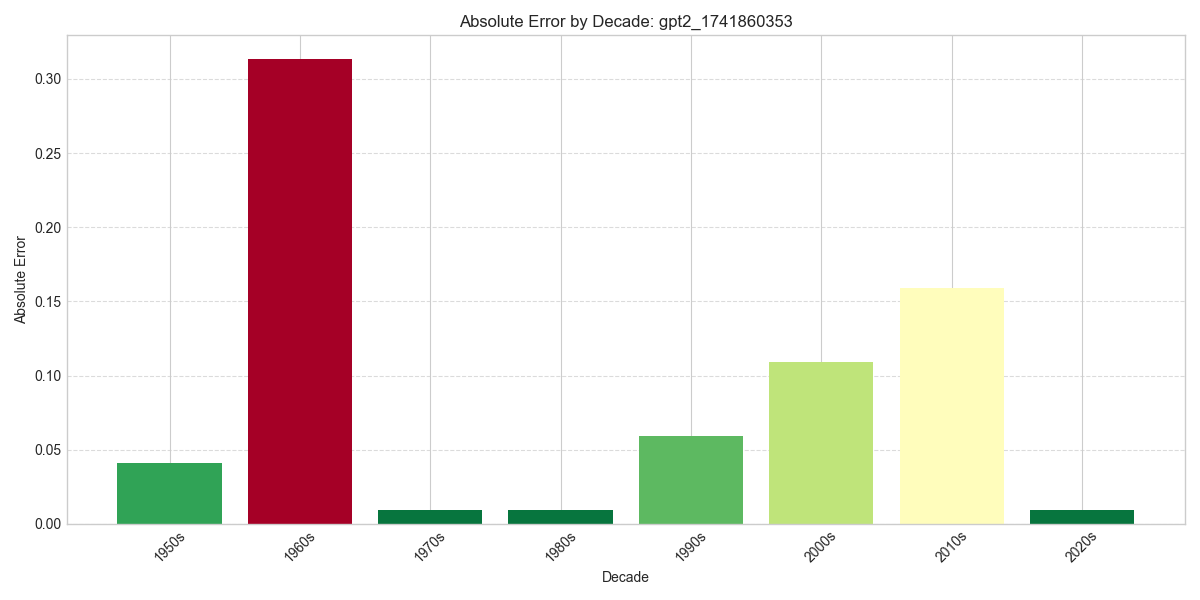 Absolute Error by Decade: gpt2_1741860353
0.30
0.25
0.20
0.15
0.10
0.05
0.00
Absolute Error
1950s
1960s
1970s
1980s
1990s
2000s
2010s
2020s
Decade